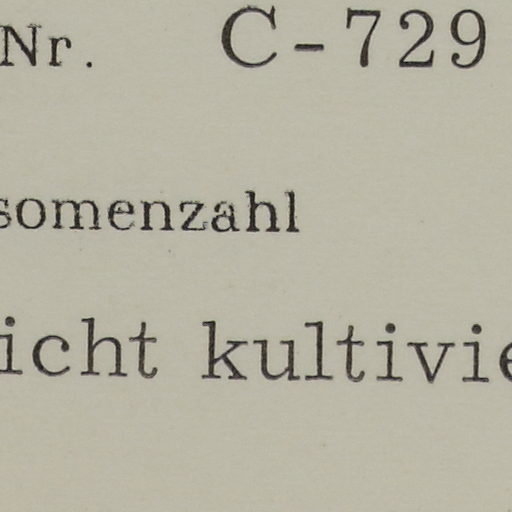 Nr. C-729
somenzahl
icht kultivie